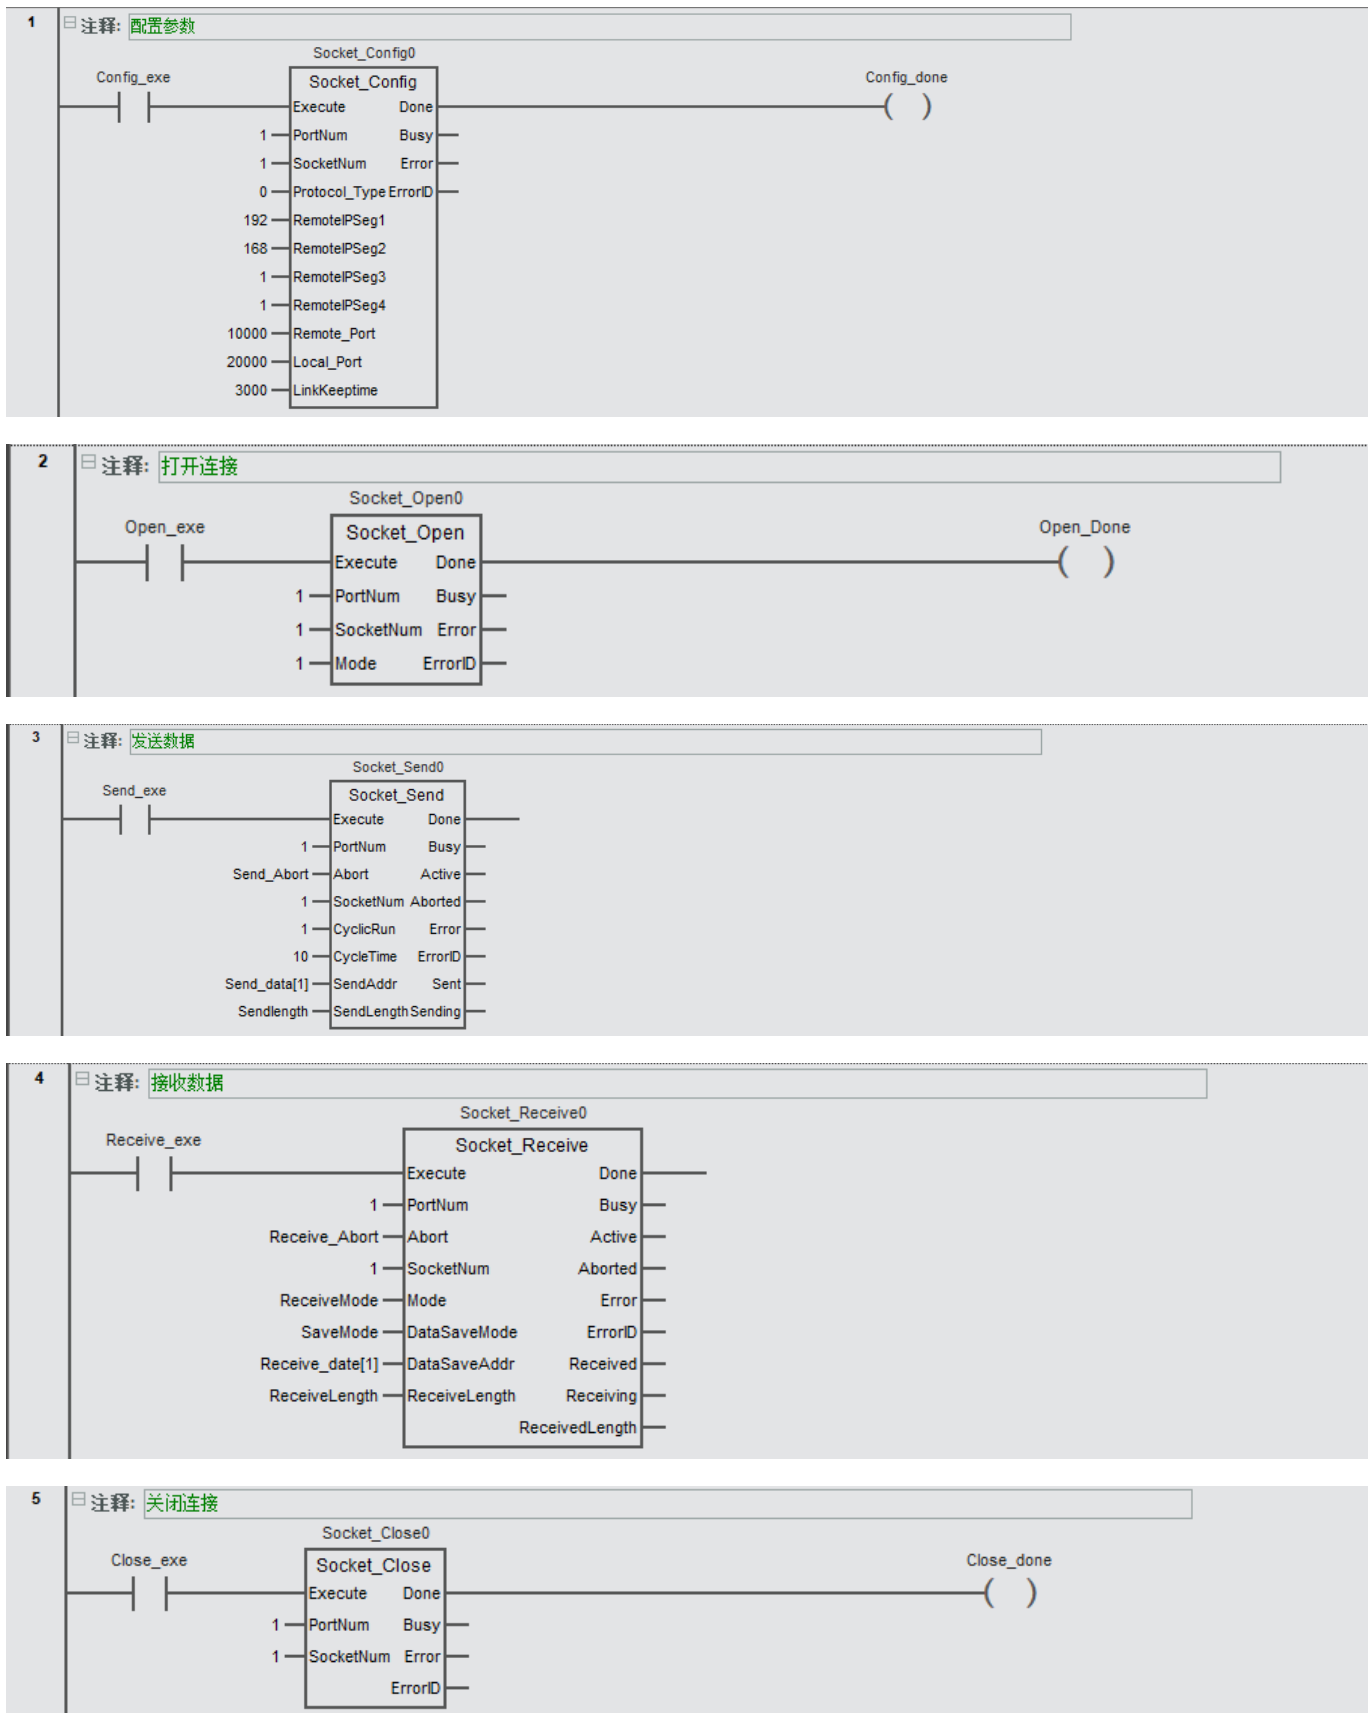 1
注释: 配置参数
Socket_Config0
Config_exe
Socket_Config
Config_done
Execute Done
1 PortNum Busy
1 SocketNum Error
0 Protocol_Type ErrorID
192 RemoteIPSeg1
168 RemoteIPSeg2
1 RemoteIPSeg3
1 RemoteIPSeg4
10000 Remote_Port
20000 Local_Port
3000 LinkKeeptime
2
注释: 打开连接
Socket_Open0
Open_exe
Socket_Open
Open_Done
Execute Done
1 PortNum Busy
1 SocketNum Error
1 Mode ErrorID
3
注释: 发送数据
Socket_Send0
Send_exe
Socket_Send
Execute Done
1 PortNum Busy
Send_Abort Abort Active
1 SocketNum Aborted
1 CyclicRun Error
10 CycleTime ErrorID
Send_data[1] SendAddr Sent
Sendlength SendLength Sending
4
注释: 接收数据
Socket_Receive0
Receive_exe
Socket_Receive
Execute Done
1 PortNum Busy
Receive_Abort Abort Active
1 SocketNum Aborted
ReceiveMode Mode Error
SaveMode DataSaveMode ErrorID
Receive_date[1] DataSaveAddr Received
ReceiveLength ReceiveLength Receiving
ReceivedLength
5
注释: 关闭连接
Socket_Close0
Close_exe
Socket_Close
Close_done
Execute Done
1 PortNum Busy
1 SocketNum Error
ErrorID